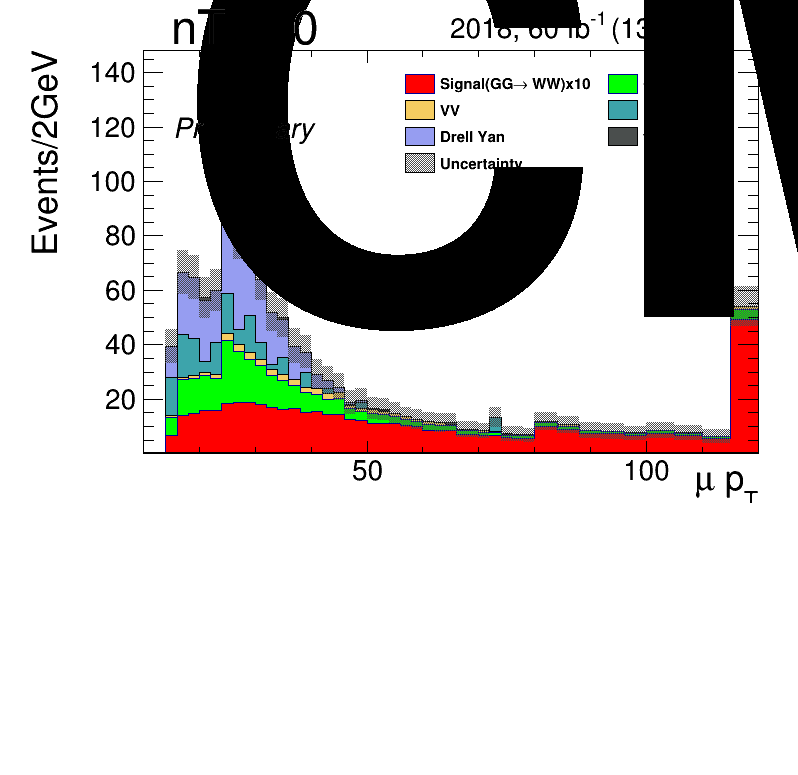 2018, 60 fb-1 (13
CM
Events/2GeV
140
120
100
80
60
40
20
Signal(GG→ WW)x10
VV
Drell Yan
Uncertainty
50
100
μ pT